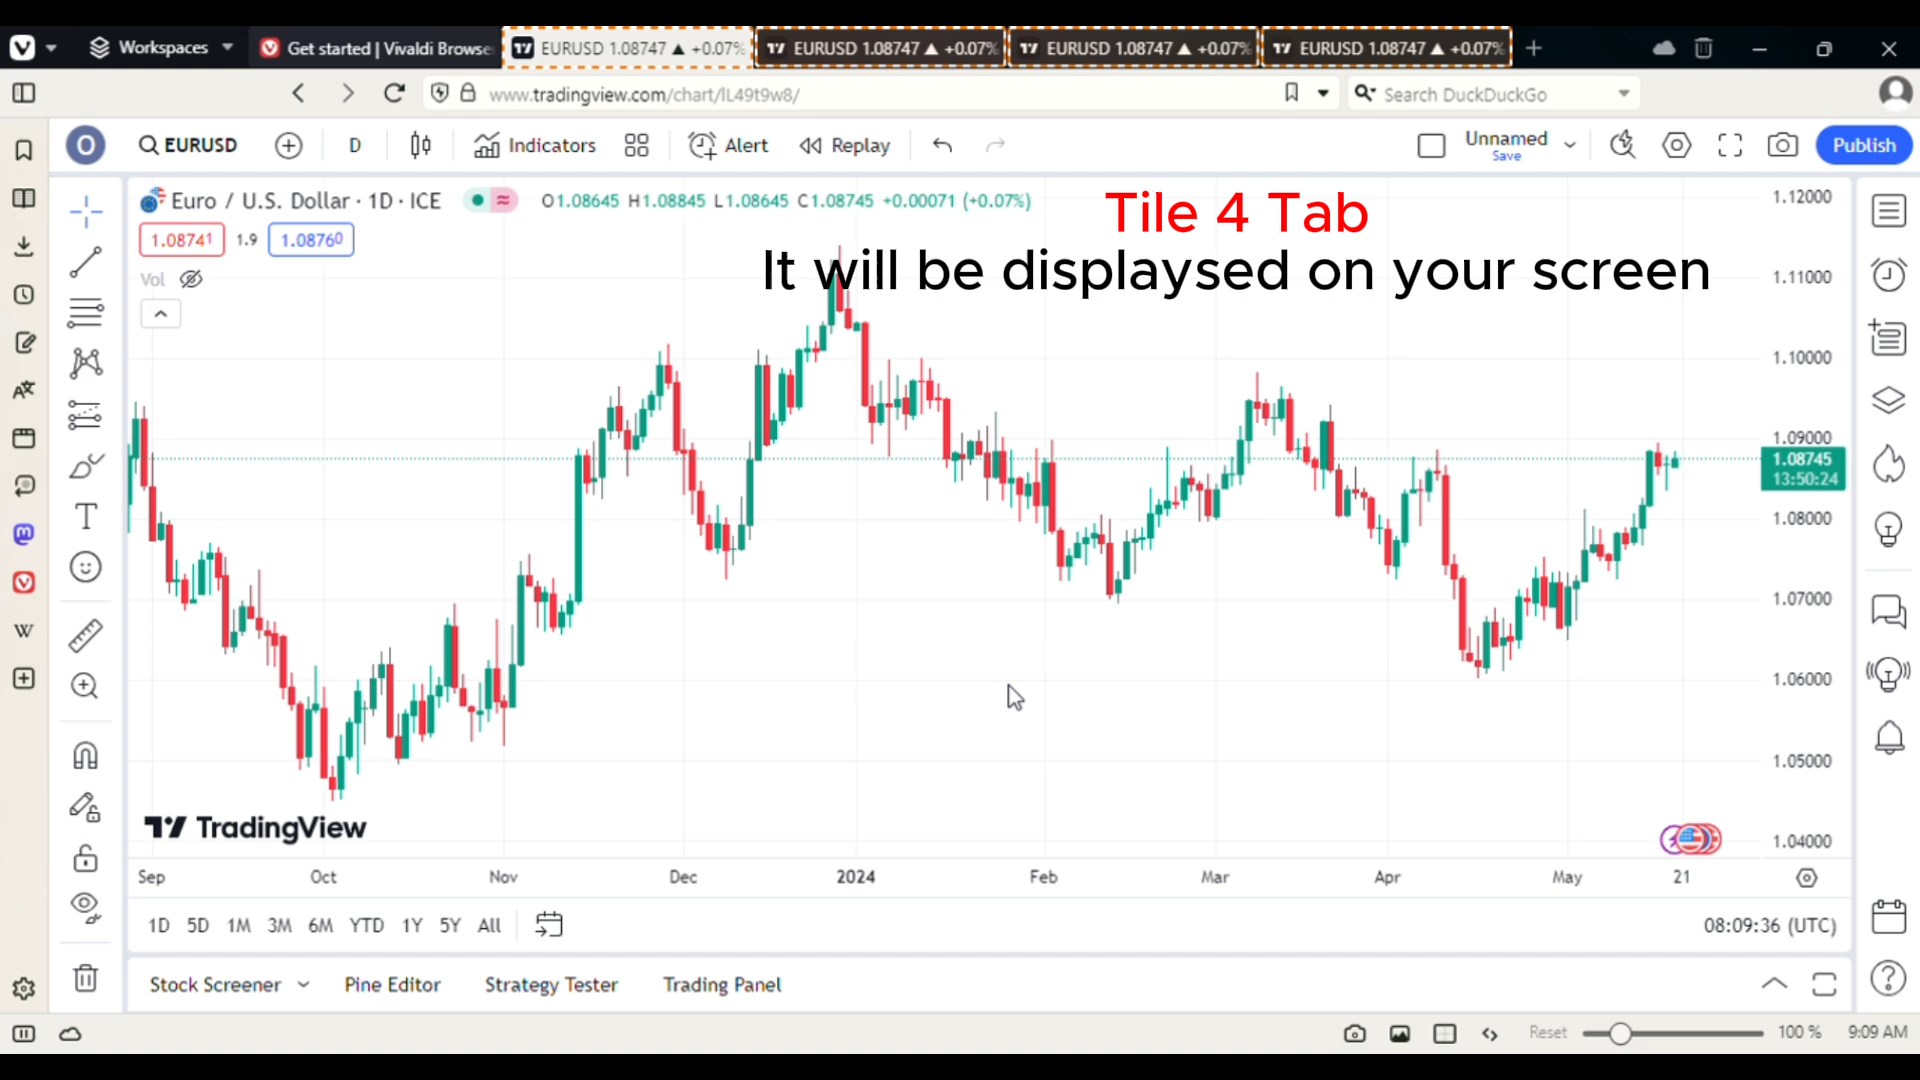 Workspaces
Get started | Vivaldi Browse
EURUSD 1.08747 ▲ +0.07%
EURUSD 1.08747 ▲ +0.07%
EURUSD 1.08747 ▲ +0.07%
EURUSD 1.08747 ▲ +0.07%
www.tradingview.com/chart/lL49t9w8/
Search DuckDuckGo
O
EURUSD
D
Indicators
Alert
Replay
Unnamed
Save
Publish
Euro / U.S. Dollar · 1D · ICE
O1.08645 H1.08845 L1.08645 C1.08745 +0.00071 (+0.07%)
1.08741 1.9 1.08760
Vol
Tile 4 Tab
It will be displaysed on your screen
1.12000
1.11000
1.10000
1.09000
1.08745
13:50:24
1.08000
1.07000
1.06000
1.05000
1.04000
TradingView
Sep Oct Nov Dec 2024 Feb Mar Apr May 21
1D 5D 1M 3M 6M YTD 1Y 5Y All
08:09:36 (UTC)
Stock Screener Pine Editor Strategy Tester Trading Panel
Reset 100 % 9:09 AM